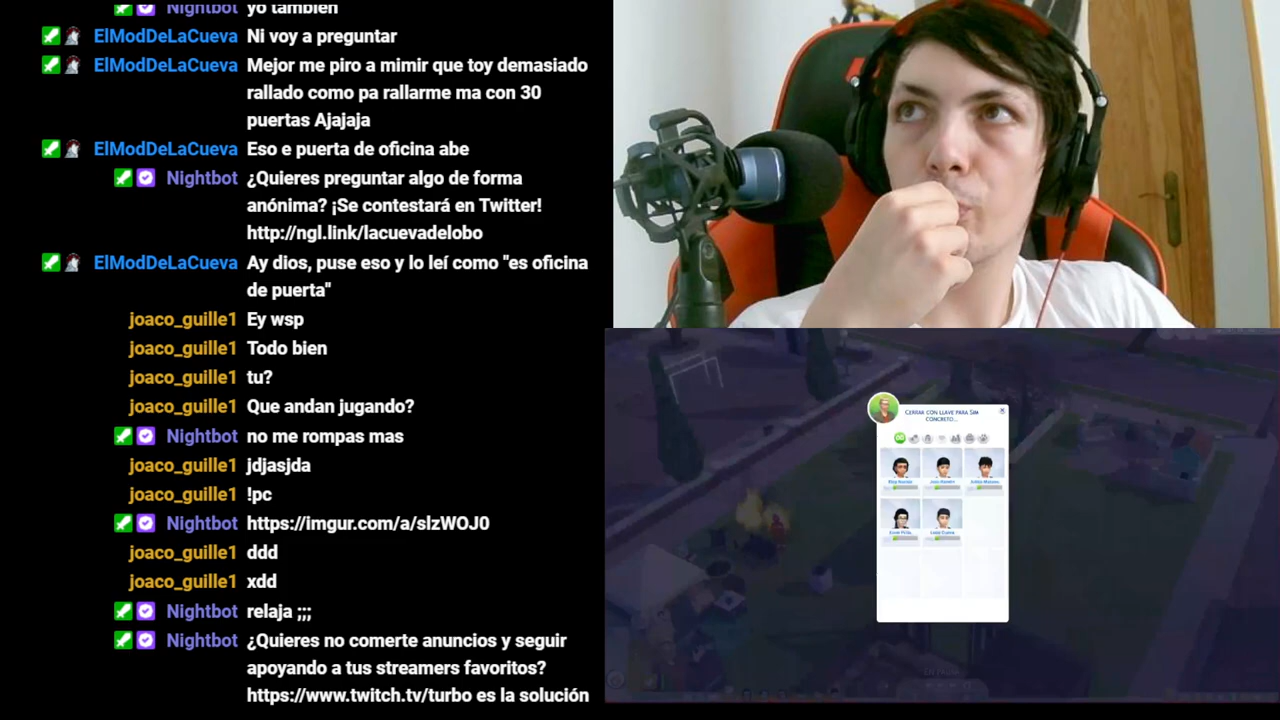 Nightbot yo también
ElModDeLaCueva Ni voy a preguntar
ElModDeLaCueva Mejor me piro a mimir que toy demasiado
rallado como pa rallarme ma con 30
puertas Ajajaja
ElModDeLaCueva Eso e puerta de oficina abe
Nightbot ¿Quieres preguntar algo de forma
anónima? ¡Se contestará en Twitter!
http://ngl.link/lacuevadelobo
ElModDeLaCueva Ay dios, puse eso y lo leí como "es oficina
de puerta"
joaco_guille1 Ey wsp
joaco_guille1 Todo bien
joaco_guille1 tu?
joaco_guille1 Que andan jugando?
Nightbot no me rompas mas
joaco_guille1 jdjasjda
joaco_guille1 !pc
Nightbot https://imgur.com/a/slzWOJ0
joaco_guille1 ddd
joaco_guille1 xdd
Nightbot relaja ;;;
Nightbot ¿Quieres no comerte anuncios y seguir
apoyando a tus streamers favoritos?
https://www.twitch.tv/turbo es la solución
Cerrar con llave para Sim
concreto...